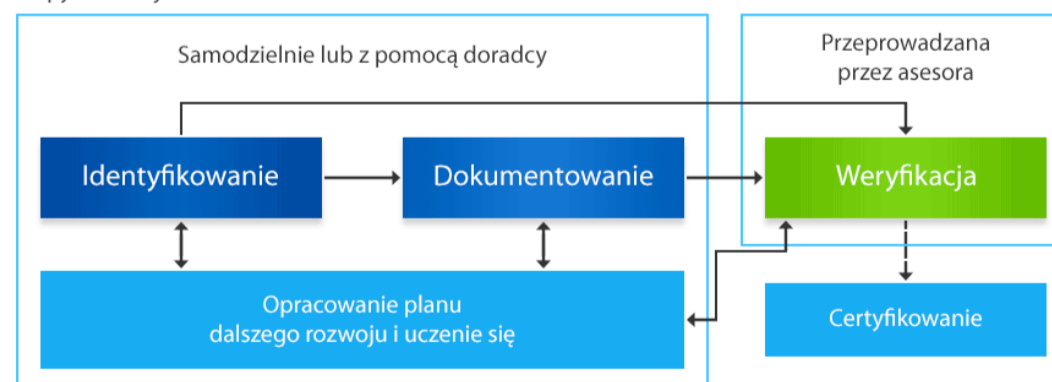 Samodzielnie lub z pomocą doradcy
Przeprowadzana
przez asesora
Identyfikowanie
Dokumentowanie
Weryfikacja
Opracowanie planu
dalszego rozwoju i uczenie się
Certyfikowanie